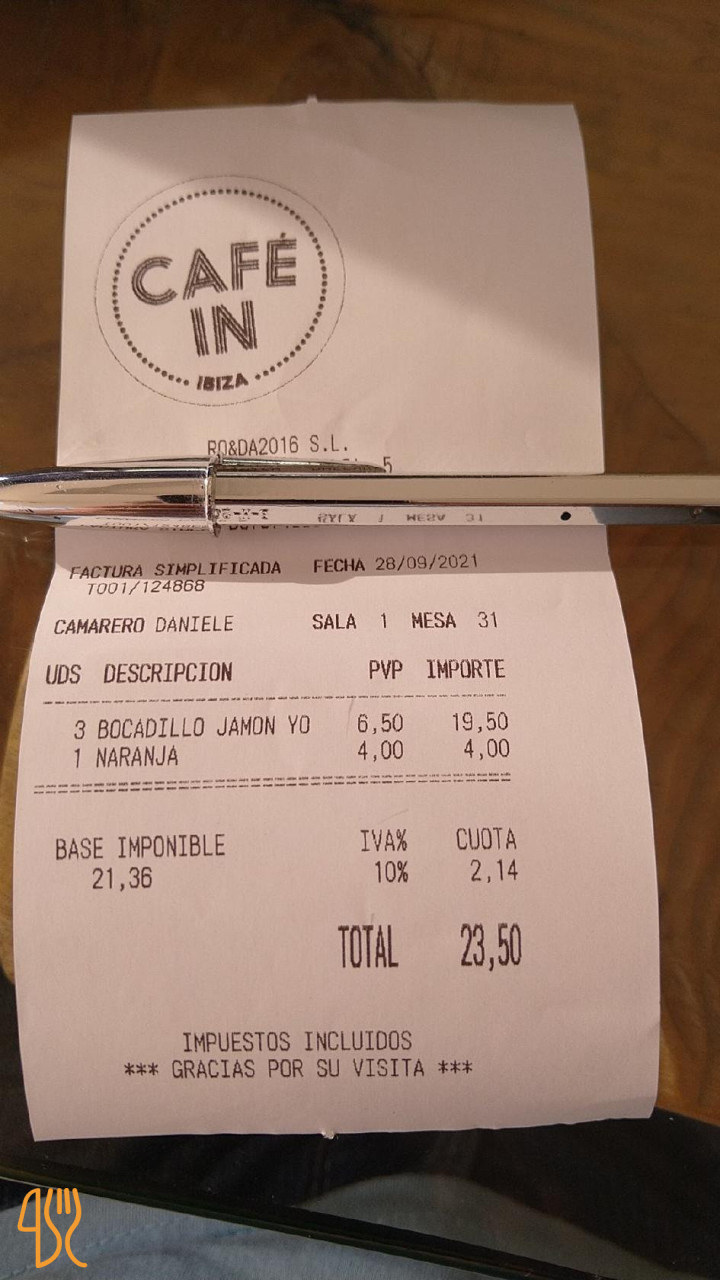 CAFÉ
IN
IBIZA
RO&DA2016 S.L.
5
FACTURA SIMPLIFICADA FECHA 28/09/2021
T001/124868
CAMARERO DANIELE SALA 1 MESA 31
UDS DESCRIPCION PVP IMPORTE
3 BOCADILLO JAMON YO 6,50 19,50
1 NARANJA 4,00 4,00
BASE IMPONIBLE IVA% CUOTA
21,36 10% 2,14
TOTAL 23,50
IMPUESTOS INCLUIDOS
*** GRACIAS POR SU VISITA ***